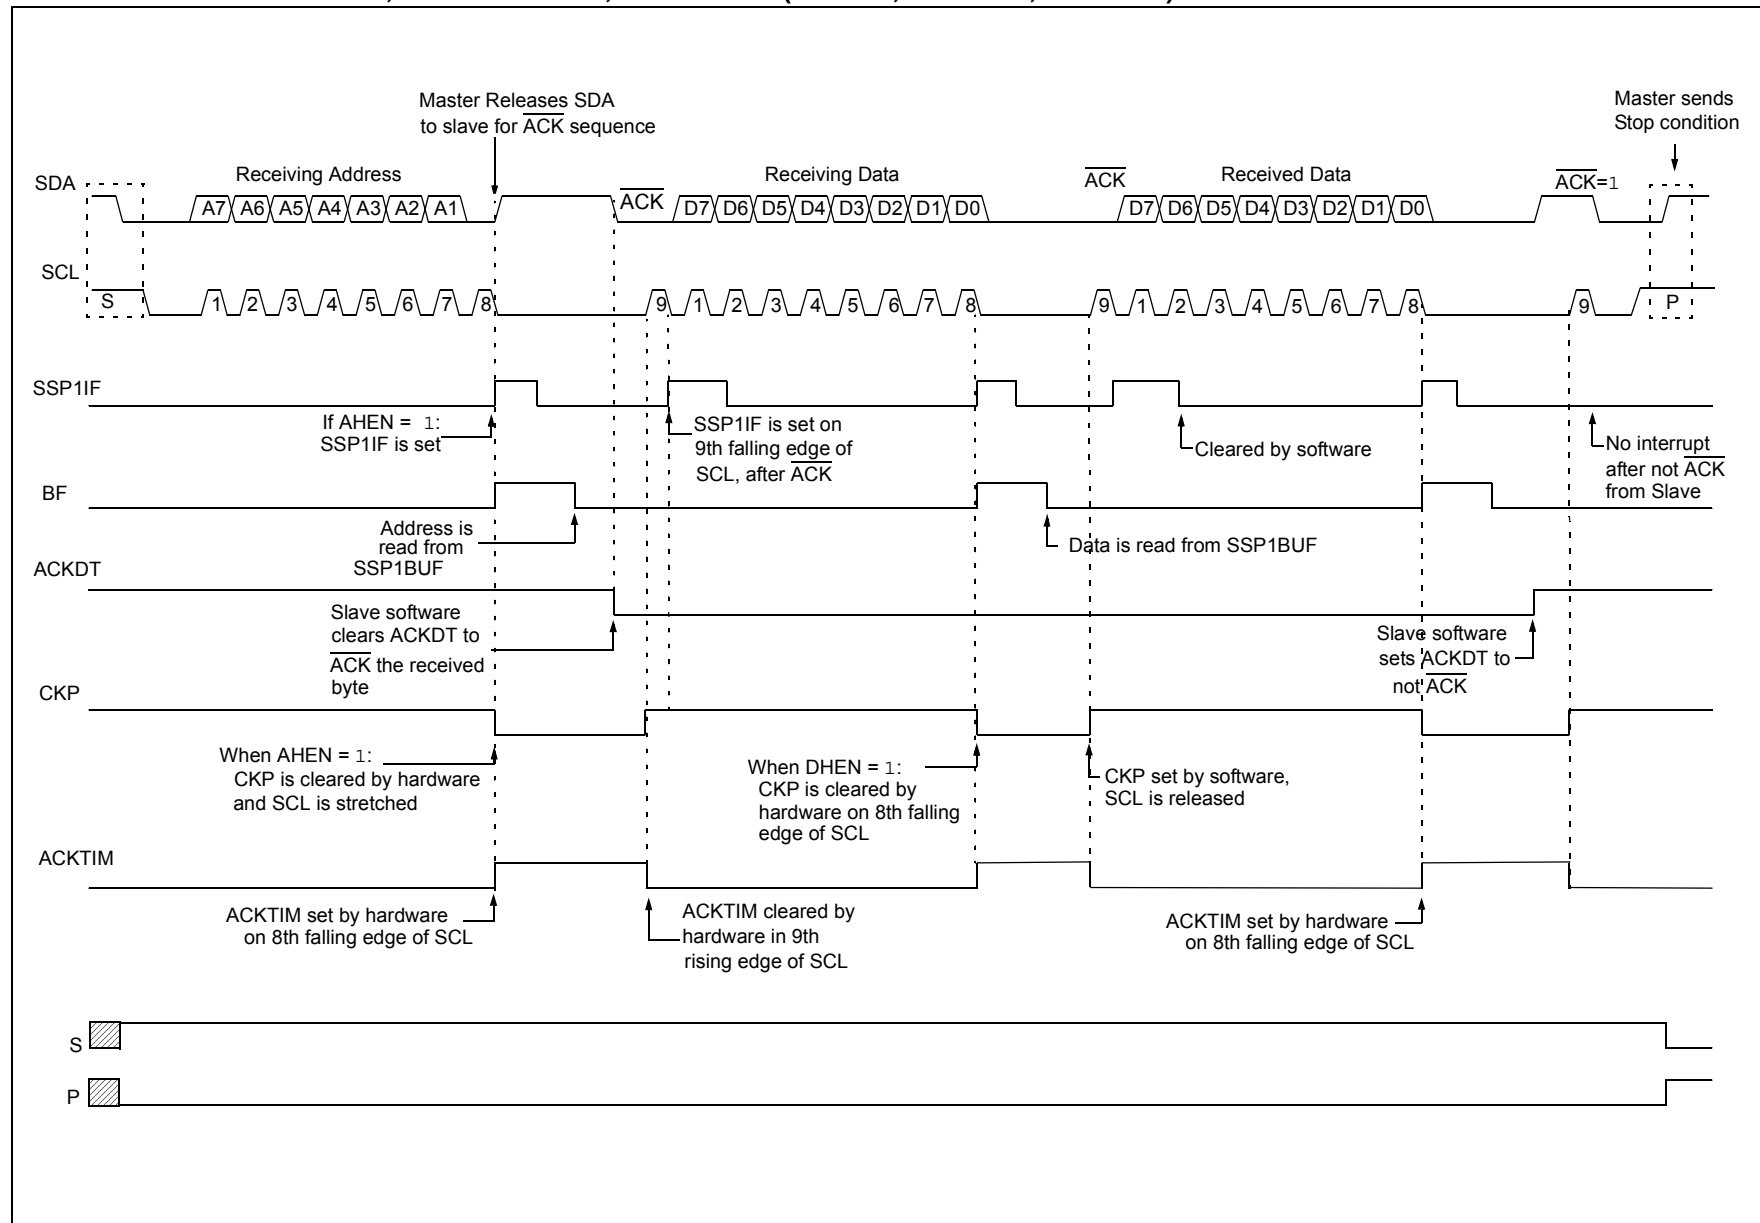 Master Releases SDA
to slave for ACK sequence
Master sends
Stop condition
SDA
Receiving Address
ACK
Receiving Data
ACK
Received Data
ACK=1
A7 A6 A5 A4 A3 A2 A1
D7 D6 D5 D4 D3 D2 D1 D0
D7 D6 D5 D4 D3 D2 D1 D0
SCL
S
1 2 3 4 5 6 7 8
9 1 2 3 4 5 6 7 8
9 1 2 3 4 5 6 7 8
9
P
SSP1IF
If AHEN = 1:
SSP1IF is set
SSP1IF is set on
9th falling edge of
SCL, after ACK
Cleared by software
No interrupt
after not ACK
from Slave
BF
Address is
read from
SSP1BUF
Data is read from SSP1BUF
ACKDT
Slave software
clears ACKDT to
ACK the received
byte
Slave software
sets ACKDT to
not ACK
CKP
When AHEN = 1:
CKP is cleared by hardware
and SCL is stretched
When DHEN = 1:
CKP is cleared by
hardware on 8th falling
edge of SCL
CKP set by software,
SCL is released
ACKTIM
ACKTIM set by hardware
on 8th falling edge of SCL
ACKTIM cleared by
hardware in 9th
rising edge of SCL
ACKTIM set by hardware
on 8th falling edge of SCL
S
P